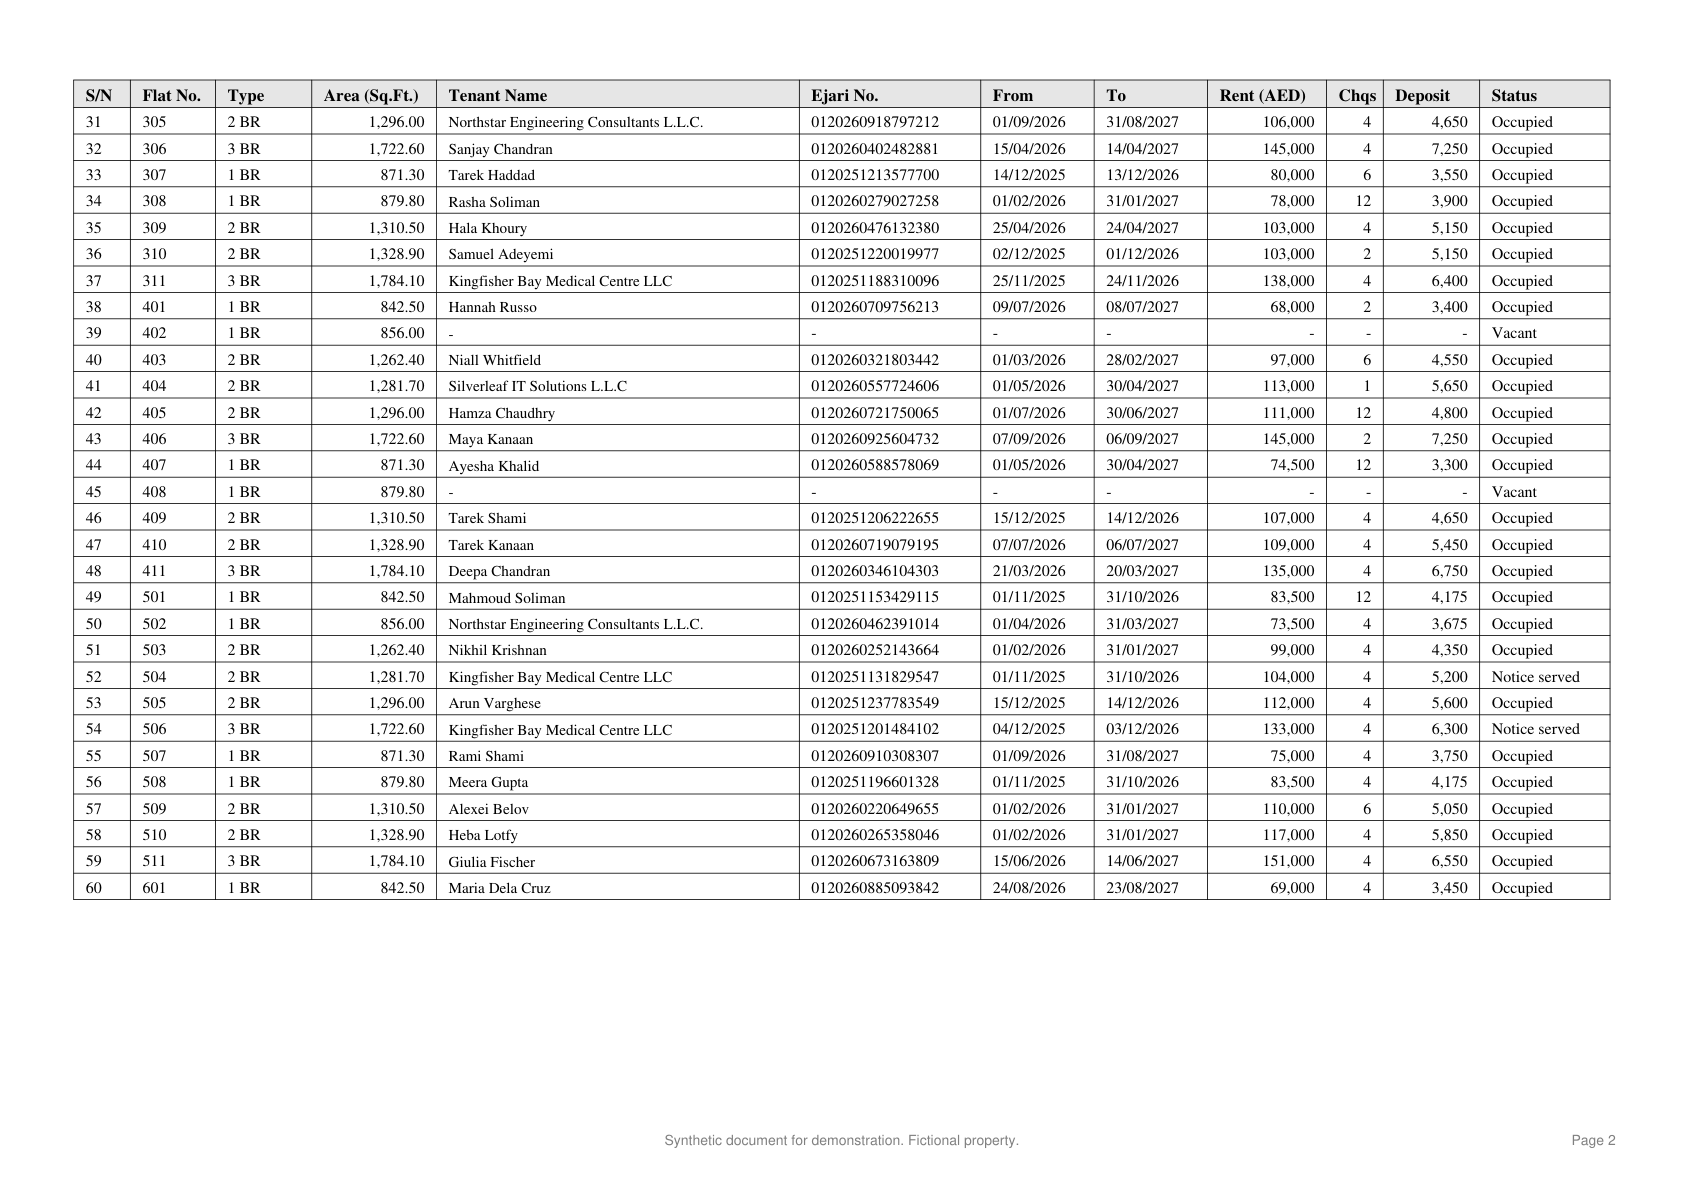 S/N Flat No. Type Area (Sq.Ft.) Tenant Name Ejari No. From To Rent (AED) Chqs Deposit Status
31 305 2 BR 1,296.00 Northstar Engineering Consultants L.L.C. 0120260918797212 01/09/2026 31/08/2027 106,000 4 4,650 Occupied
32 306 3 BR 1,722.60 Sanjay Chandran 0120260402482881 15/04/2026 14/04/2027 145,000 4 7,250 Occupied
33 307 1 BR 871.30 Tarek Haddad 0120251213577700 14/12/2025 13/12/2026 80,000 6 3,550 Occupied
34 308 1 BR 879.80 Rasha Soliman 0120260279027258 01/02/2026 31/01/2027 78,000 12 3,900 Occupied
35 309 2 BR 1,310.50 Hala Khoury 0120260476132380 25/04/2026 24/04/2027 103,000 4 5,150 Occupied
36 310 2 BR 1,328.90 Samuel Adeyemi 0120251220019977 02/12/2025 01/12/2026 103,000 2 5,150 Occupied
37 311 3 BR 1,784.10 Kingfisher Bay Medical Centre LLC 0120251188310096 25/11/2025 24/11/2026 138,000 4 6,400 Occupied
38 401 1 BR 842.50 Hannah Russo 0120260709756213 09/07/2026 08/07/2027 68,000 2 3,400 Occupied
39 402 1 BR 856.00 - - - - - - - Vacant
40 403 2 BR 1,262.40 Niall Whitfield 0120260321803442 01/03/2026 28/02/2027 97,000 6 4,550 Occupied
41 404 2 BR 1,281.70 Silverleaf IT Solutions L.L.C 0120260557724606 01/05/2026 30/04/2027 113,000 1 5,650 Occupied
42 405 2 BR 1,296.00 Hamza Chaudhry 0120260721750065 01/07/2026 30/06/2027 111,000 12 4,800 Occupied
43 406 3 BR 1,722.60 Maya Kanaan 0120260925604732 07/09/2026 06/09/2027 145,000 2 7,250 Occupied
44 407 1 BR 871.30 Ayesha Khalid 0120260588578069 01/05/2026 30/04/2027 74,500 12 3,300 Occupied
45 408 1 BR 879.80 - - - - - - - Vacant
46 409 2 BR 1,310.50 Tarek Shami 0120251206222655 15/12/2025 14/12/2026 107,000 4 4,650 Occupied
47 410 2 BR 1,328.90 Tarek Kanaan 0120260719079195 07/07/2026 06/07/2027 109,000 4 5,450 Occupied
48 411 3 BR 1,784.10 Deepa Chandran 0120260346104303 21/03/2026 20/03/2027 135,000 4 6,750 Occupied
49 501 1 BR 842.50 Mahmoud Soliman 0120251153429115 01/11/2025 31/10/2026 83,500 12 4,175 Occupied
50 502 1 BR 856.00 Northstar Engineering Consultants L.L.C. 0120260462391014 01/04/2026 31/03/2027 73,500 4 3,675 Occupied
51 503 2 BR 1,262.40 Nikhil Krishnan 0120260252143664 01/02/2026 31/01/2027 99,000 4 4,350 Occupied
52 504 2 BR 1,281.70 Kingfisher Bay Medical Centre LLC 0120251131829547 01/11/2025 31/10/2026 104,000 4 5,200 Notice served
53 505 2 BR 1,296.00 Arun Varghese 0120251237783549 15/12/2025 14/12/2026 112,000 4 5,600 Occupied
54 506 3 BR 1,722.60 Kingfisher Bay Medical Centre LLC 0120251201484102 04/12/2025 03/12/2026 133,000 4 6,300 Notice served
55 507 1 BR 871.30 Rami Shami 0120260910308307 01/09/2026 31/08/2027 75,000 4 3,750 Occupied
56 508 1 BR 879.80 Meera Gupta 0120251196601328 01/11/2025 31/10/2026 83,500 4 4,175 Occupied
57 509 2 BR 1,310.50 Alexei Belov 0120260220649655 01/02/2026 31/01/2027 110,000 6 5,050 Occupied
58 510 2 BR 1,328.90 Heba Lotfy 0120260265358046 01/02/2026 31/01/2027 117,000 4 5,850 Occupied
59 511 3 BR 1,784.10 Giulia Fischer 0120260673163809 15/06/2026 14/06/2027 151,000 4 6,550 Occupied
60 601 1 BR 842.50 Maria Dela Cruz 0120260885093842 24/08/2026 23/08/2027 69,000 4 3,450 Occupied
Synthetic document for demonstration. Fictional property. Page 2